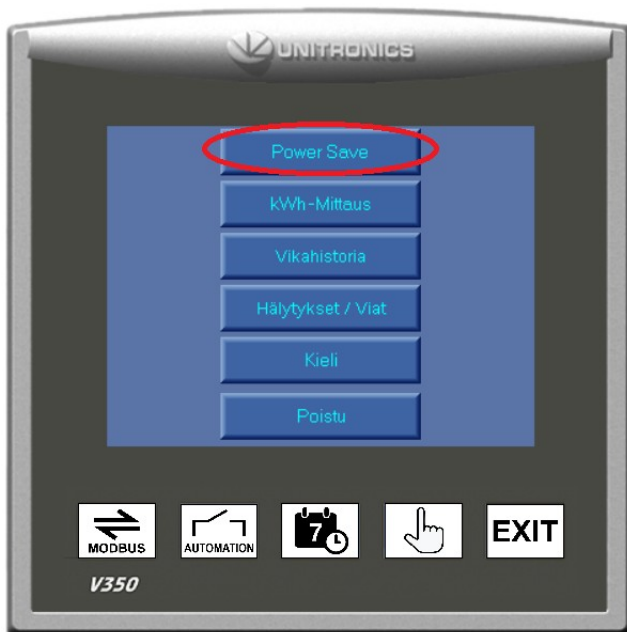 UNITRONICS
Power Save
kWh-Mittaus
Vikahistoria
Hälytykset / Viat
Kieli
Poistu
MODBUS
AUTOMATION
7
EXIT
V350